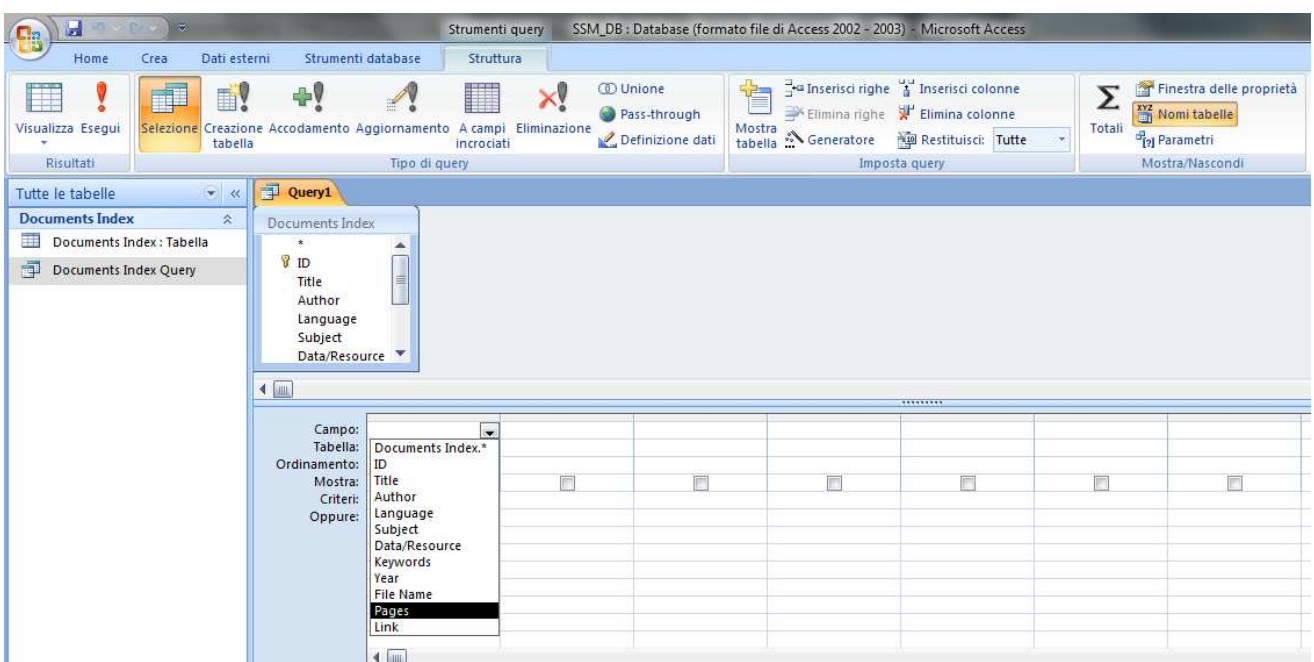 Strumenti query SSM_DB : Database (formato file di Access 2002 - 2003) - Microsoft Access
Home Crea Dati esterni Strumenti database Struttura
Visualizza Esegui
Risultati
Selezione Creazione tabella Accodamento Aggiornamento A campi incrociati Eliminazione
Unione
Pass-through
Definizione dati
Tipo di query
Mostra tabella
Inserisci righe
Elimina righe
Generatore
Inserisci colonne
Elimina colonne
Restituisci: Tutte
Imposta query
Σ Totali
Finestra delle proprietà
XYZ Nomi tabelle
[?] Parametri
Mostra/Nascondi
Tutte le tabelle
Documents Index
Documents Index : Tabella
Documents Index Query
Query1
Documents Index
*
ID
Title
Author
Language
Subject
Data/Resource
Campo:
Tabella:
Ordinamento:
Mostra:
Criteri:
Oppure:
Documents Index.*
ID
Title
Author
Language
Subject
Data/Resource
Keywords
Year
File Name
Pages
Link